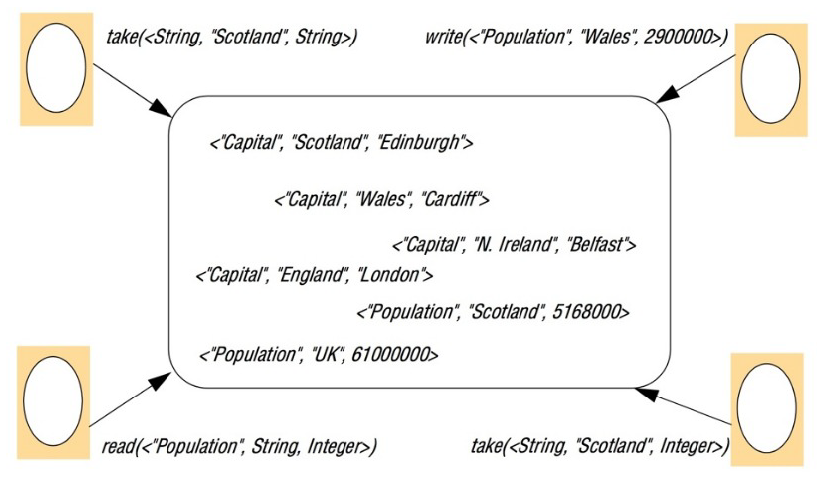 take(<String, "Scotland", String>)
write(<"Population", "Wales", 2900000>)
<"Capital", "Scotland", "Edinburgh">
<"Capital", "Wales", "Cardiff">
<"Capital", "N. Ireland", "Belfast">
<"Capital", "England", "London">
<"Population", "Scotland", 5168000>
<"Population", "UK", 61000000>
read(<"Population", String, Integer>)
take(<String, "Scotland", Integer>)